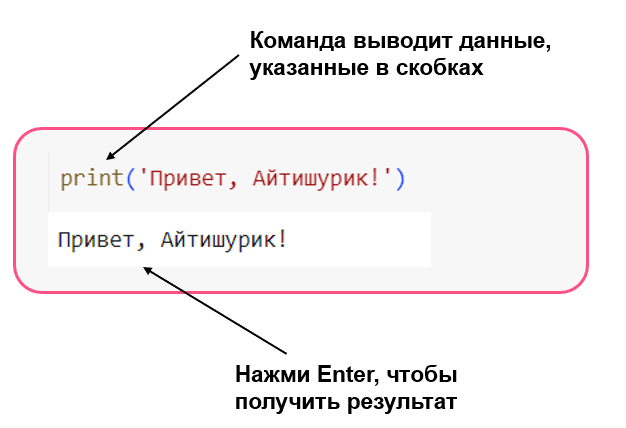 Команда выводит данные,
указанные в скобках
print('Привет, Айтишурик!')
Привет, Айтишурик!
Нажми Enter, чтобы
получить результат